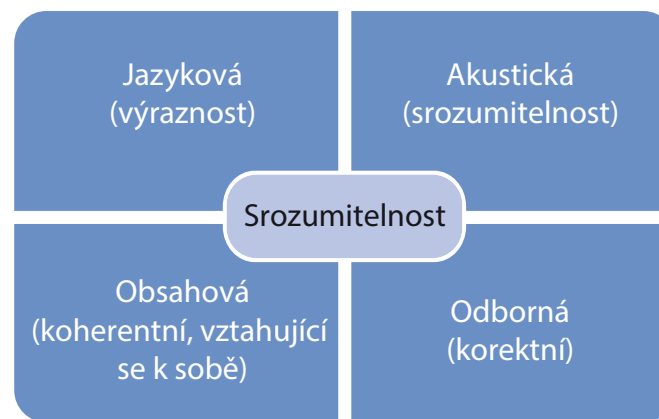 Jazyková
(výraznost)
Akustická
(srozumitelnost)
Srozumitelnost
Obsahová
(koherentní, vztahující
se k sobě)
Odborná
(korektní)